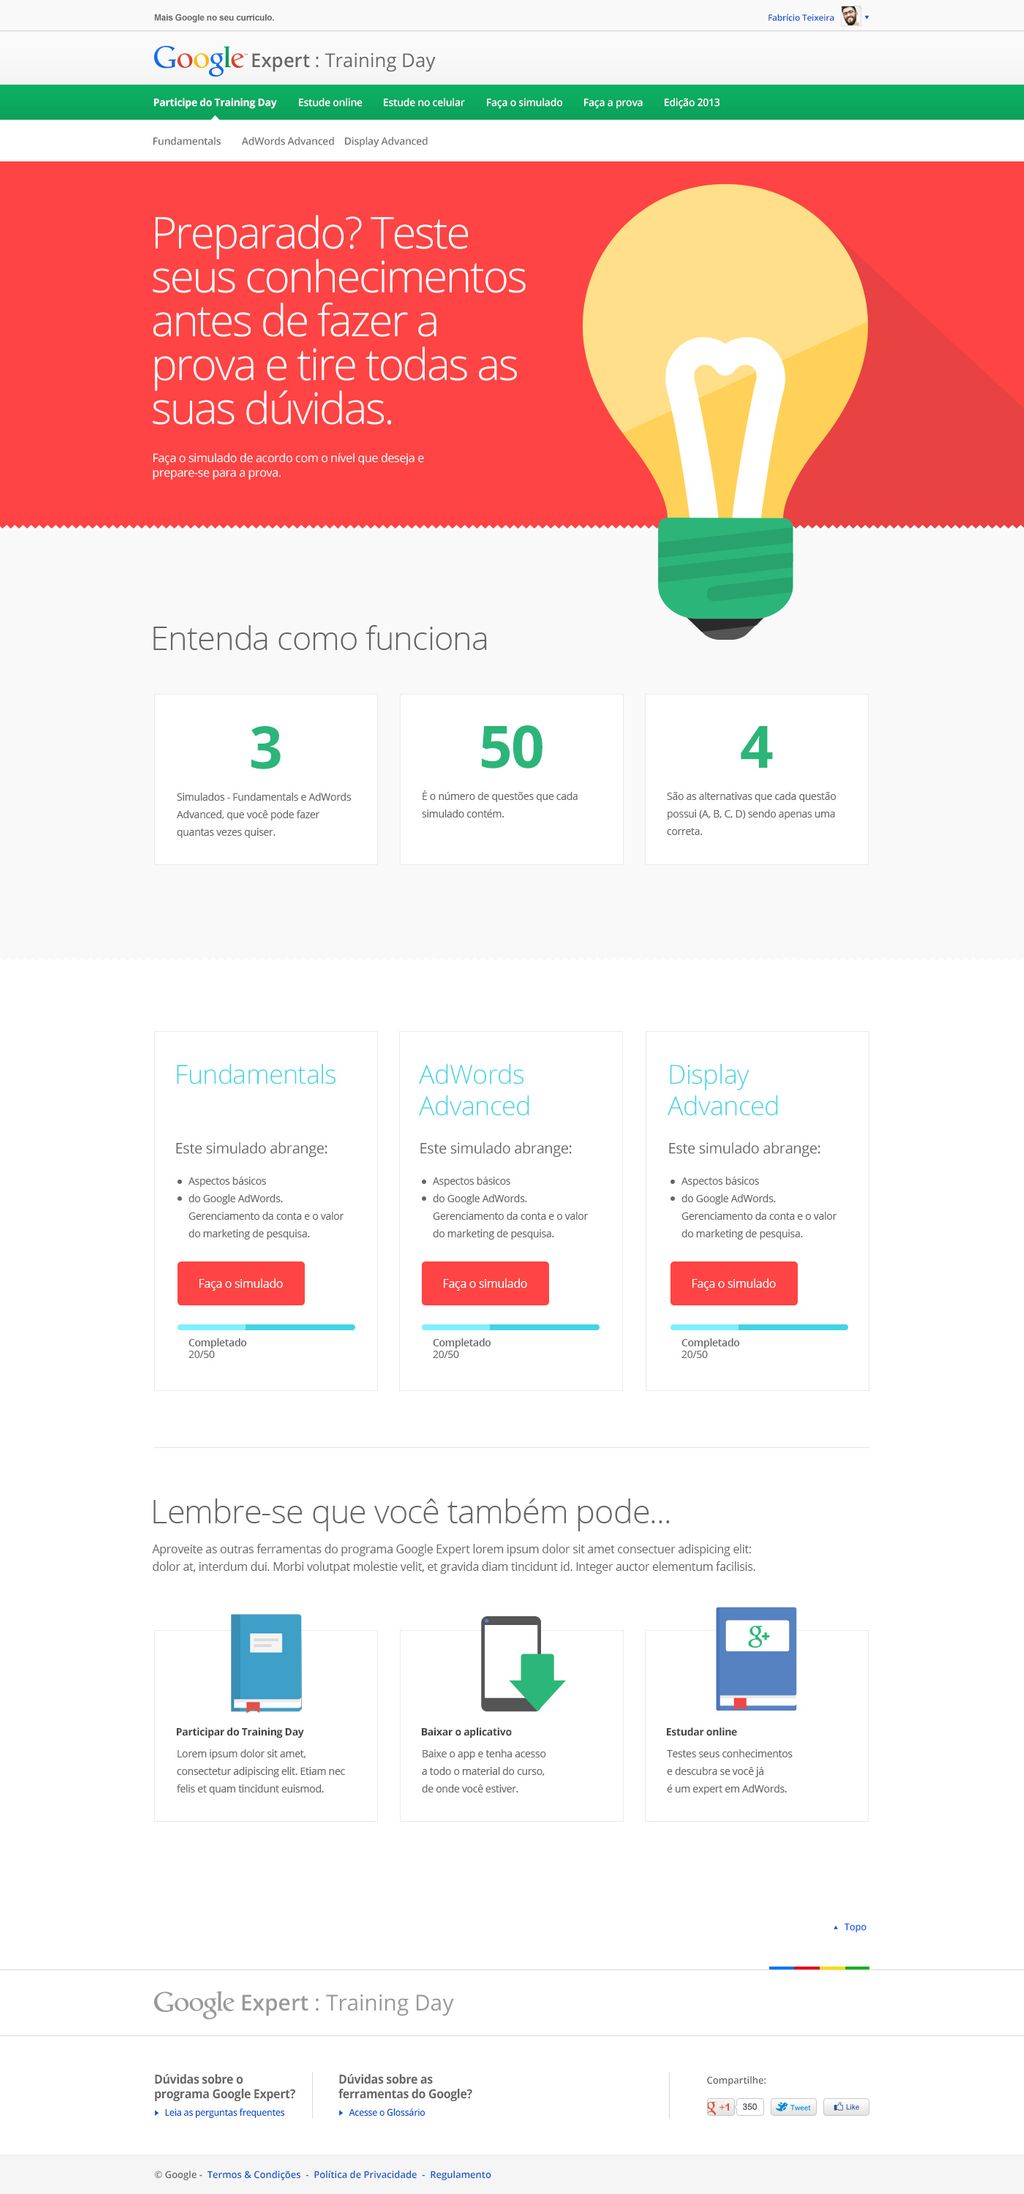 Mais Google no seu currículo.
Fabrício Teixeira
Google Expert : Training Day
Participe do Training Day Estude online Estude no celular Faça o simulado Faça a prova Edição 2013
Fundamentals AdWords Advanced Display Advanced
Preparado? Teste
seus conhecimentos
antes de fazer a
prova e tire todas as
suas dúvidas.
Faça o simulado de acordo com o nível que deseja e
prepare-se para a prova.
Entenda como funciona
3
Simulados - Fundamentals e AdWords
Advanced, que você pode fazer
quantas vezes quiser.
50
É o número de questões que cada
simulado contém.
4
São as alternativas que cada questão
possui (A, B, C, D) sendo apenas uma
correta.
Fundamentals
Este simulado abrange:
Aspectos básicos
do Google AdWords.
Gerenciamento da conta e o valor
do marketing de pesquisa.
Faça o simulado
Completado
20/50
AdWords
Advanced
Este simulado abrange:
Aspectos básicos
do Google AdWords.
Gerenciamento da conta e o valor
do marketing de pesquisa.
Faça o simulado
Completado
20/50
Display
Advanced
Este simulado abrange:
Aspectos básicos
do Google AdWords.
Gerenciamento da conta e o valor
do marketing de pesquisa.
Faça o simulado
Completado
20/50
Lembre-se que você também pode...
Aproveite as outras ferramentas do programa Google Expert lorem ipsum dolor sit amet consectuer adispicing elit:
dolor at, interdum dui. Morbi volutpat molestie velit, et gravida diam tincidunt id. Integer auctor elementum facilisis.
Participar do Training Day
Lorem ipsum dolor sit amet,
consectetur adipiscing elit. Etiam nec
felis et quam tincidunt euismod.
Baixar o aplicativo
Baixe o app e tenha acesso
a todo o material do curso,
de onde você estiver.
g+
Estudar online
Testes seus conhecimentos
e descubra se você já
é um expert em AdWords.
Topo
Google Expert : Training Day
Dúvidas sobre o
programa Google Expert?
Leia as perguntas frequentes
Dúvidas sobre as
ferramentas do Google?
Acesse o Glossário
Compartilhe:
g +1 350 Tweet Like
© Google - Termos & Condições - Política de Privacidade - Regulamento